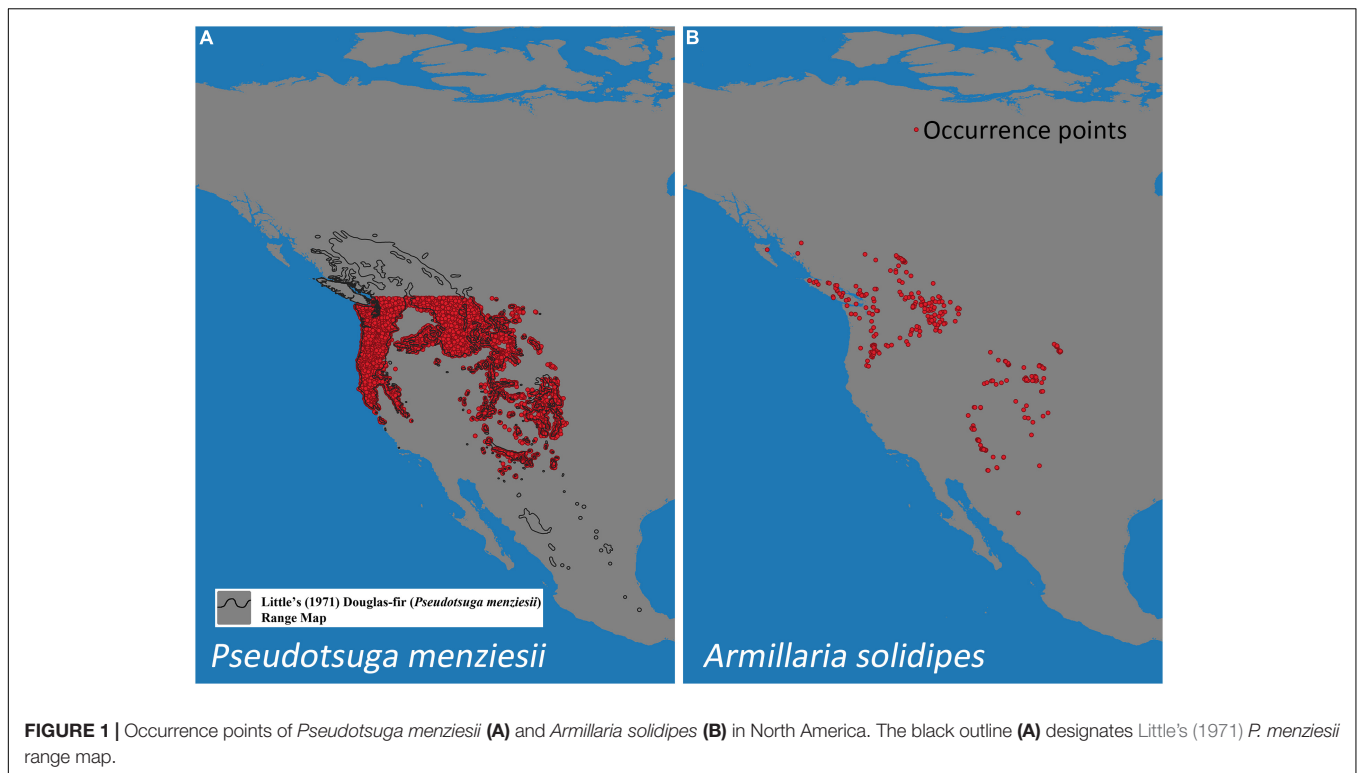 A
B
Occurrence points
Little's (1971) Douglas-fir (Pseudotsuga menziesii)
Range Map
Pseudotsuga menziesii
Armillaria solidipes
FIGURE 1 | Occurrence points of Pseudotsuga menziesii (A) and Armillaria solidipes (B) in North America. The black outline (A) designates Little's (1971) P. menziesii
range map.